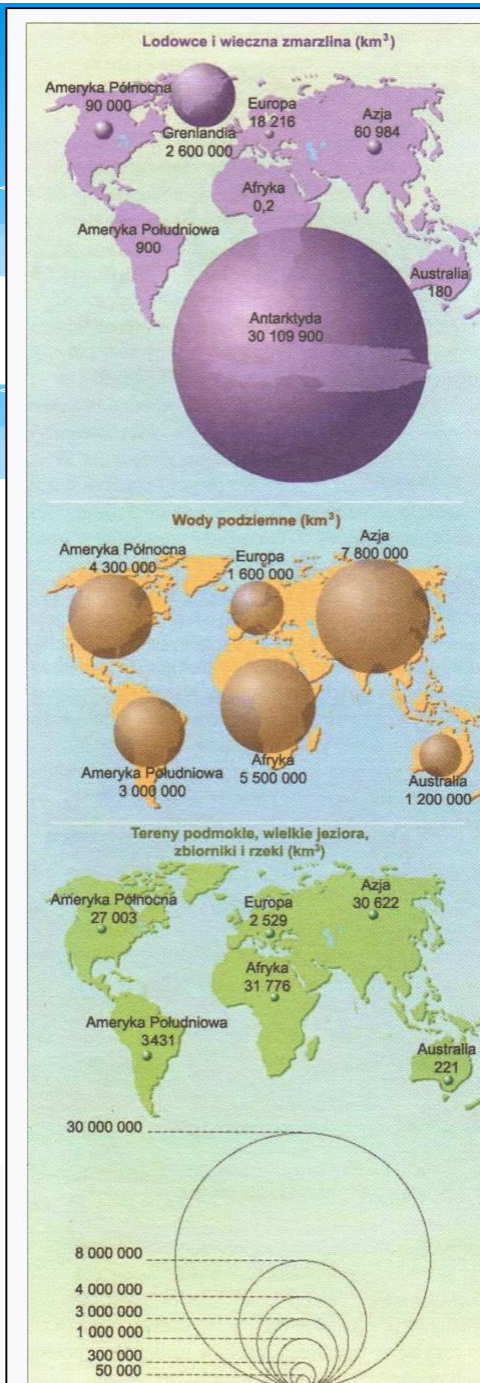 Lodowce i wieczna zmarzlina (km³)
Ameryka Północna
90 000
Grenlandia
2 600 000
Europa
18 216
Azja
60 984
Afryka
0,2
Ameryka Południowa
900
Australia
180
Antarktyda
30 109 900
Wody podziemne (km³)
Ameryka Północna
4 300 000
Europa
1 600 000
Azja
7 800 000
Ameryka Południowa
3 000 000
Afryka
5 500 000
Australia
1 200 000
Tereny podmokłe, wielkie jeziora,
zbiorniki i rzeki (km³)
Ameryka Północna
27 003
Europa
2 529
Azja
30 622
Afryka
31 776
Ameryka Południowa
3431
Australia
221
30 000 000
8 000 000
4 000 000
3 000 000
1 000 000
300 000
50 000